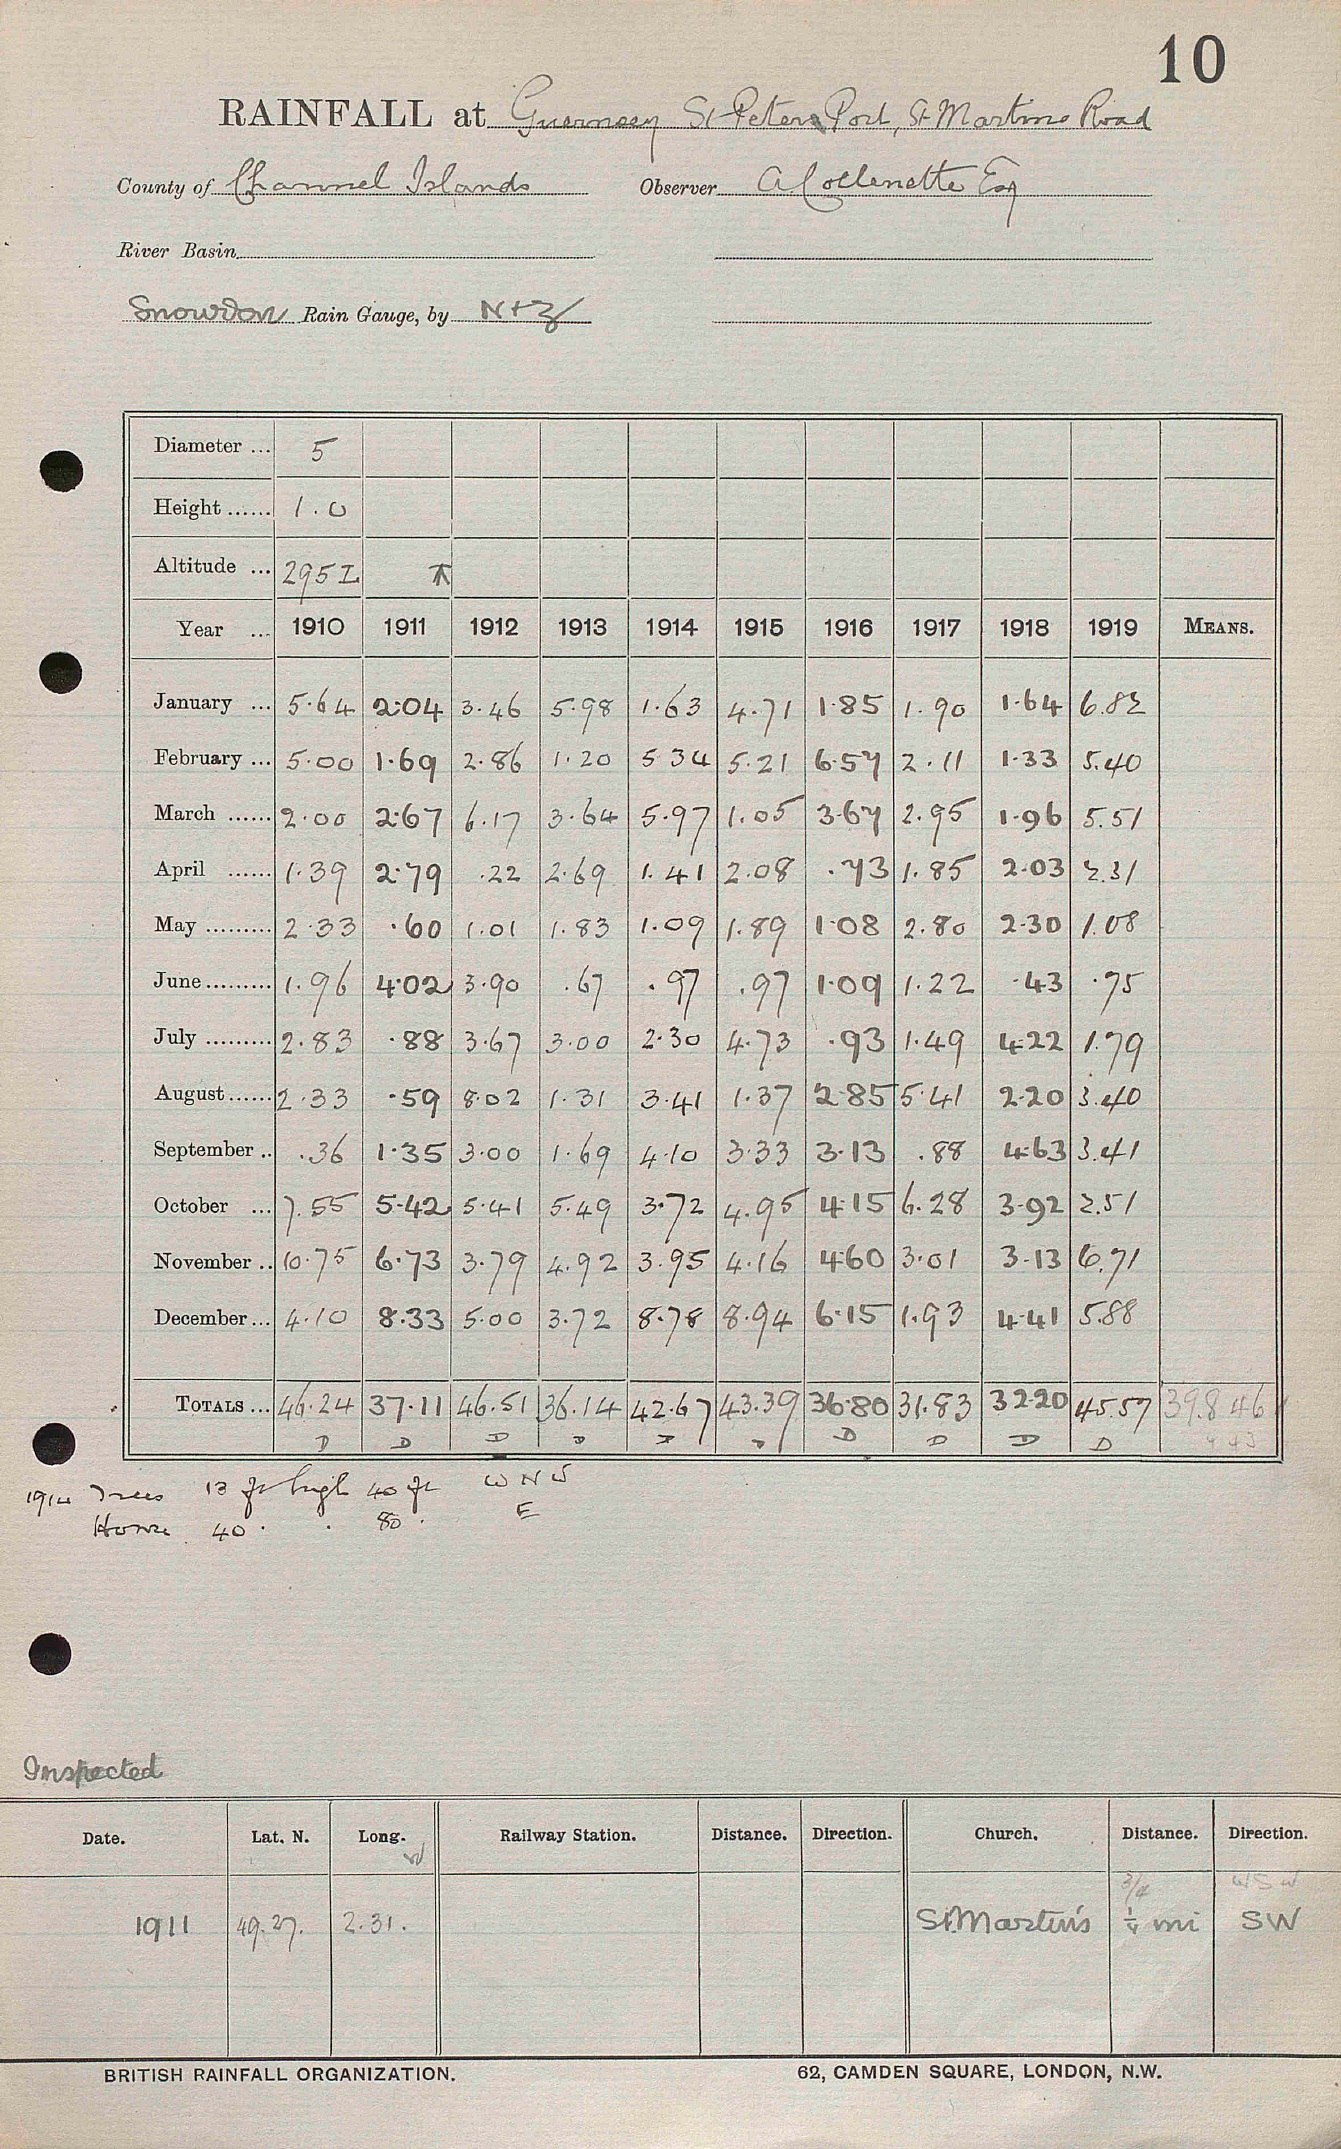 10
RAINFALL at Guernsey St Peters Port, St Martins Road
County of Channel Islands Observer A Collenette Esq
River Basin
Snowdon Rain Gauge, by N+Z
Diameter ... 5
Height ...... 1.0
Altitude ... 295 I ⊼
Year ... 1910 1911 1912 1913 1914 1915 1916 1917 1918 1919 MEANS.
January ... 5.64 2.04 3.46 5.98 1.63 4.71 1.85 1.90 1.64 6.82
February ... 5.00 1.69 2.86 1.20 5.34 5.21 6.57 2.11 1.33 5.40
March ...... 2.00 2.67 6.17 3.64 5.97 1.05 3.67 2.95 1.96 5.51
April ...... 1.39 2.79 .22 2.69 1.41 2.08 .73 1.85 2.03 2.31
May ......... 2.33 .60 1.01 1.83 1.09 1.89 1.08 2.80 2.30 1.08
June ......... 1.96 4.02 3.90 .67 .97 .97 1.09 1.22 .43 .75
July ......... 2.83 .88 3.67 3.00 2.30 4.73 .93 1.49 4.22 1.79
August ...... 2.33 .59 8.02 1.31 3.41 1.37 2.85 5.41 2.20 3.40
September .. .36 1.35 3.00 1.69 4.10 3.33 3.13 .88 4.63 3.41
October ... 7.55 5.42 5.41 5.49 3.72 4.95 4.15 6.28 3.92 2.51
November .. 10.75 6.73 3.79 4.92 3.95 4.16 4.60 3.01 3.13 6.71
December ... 4.10 8.33 5.00 3.72 8.78 8.94 6.15 1.93 4.41 5.88
TOTALS ... 46.24 37.11 46.51 36.14 42.67 43.39 36.80 31.83 32.20 45.57 39.846
D D D D D D D D D D
1914 Trees 13 ft high 40 ft WNW
House 40 . . 80 . E
Inspected
Date. Lat. N. Long. W Railway Station. Distance. Direction. Church. Distance. Direction.
3/4 WSW
1911 49.27. 2.31. St Martin's 1/4 mi SW
BRITISH RAINFALL ORGANIZATION. 62, CAMDEN SQUARE, LONDON, N.W.